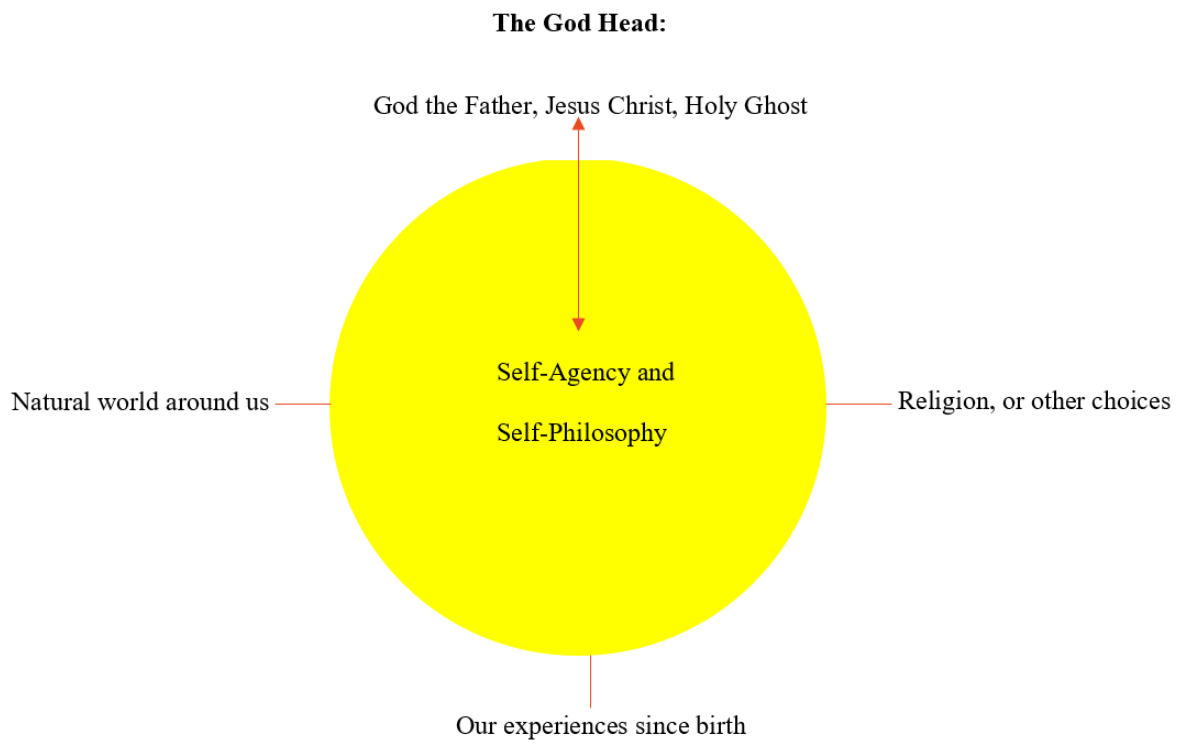 The God Head:
God the Father, Jesus Christ, Holy Ghost
Self-Agency and
Natural world around us
Religion, or other choices
Self-Philosophy
Our experiences since birth